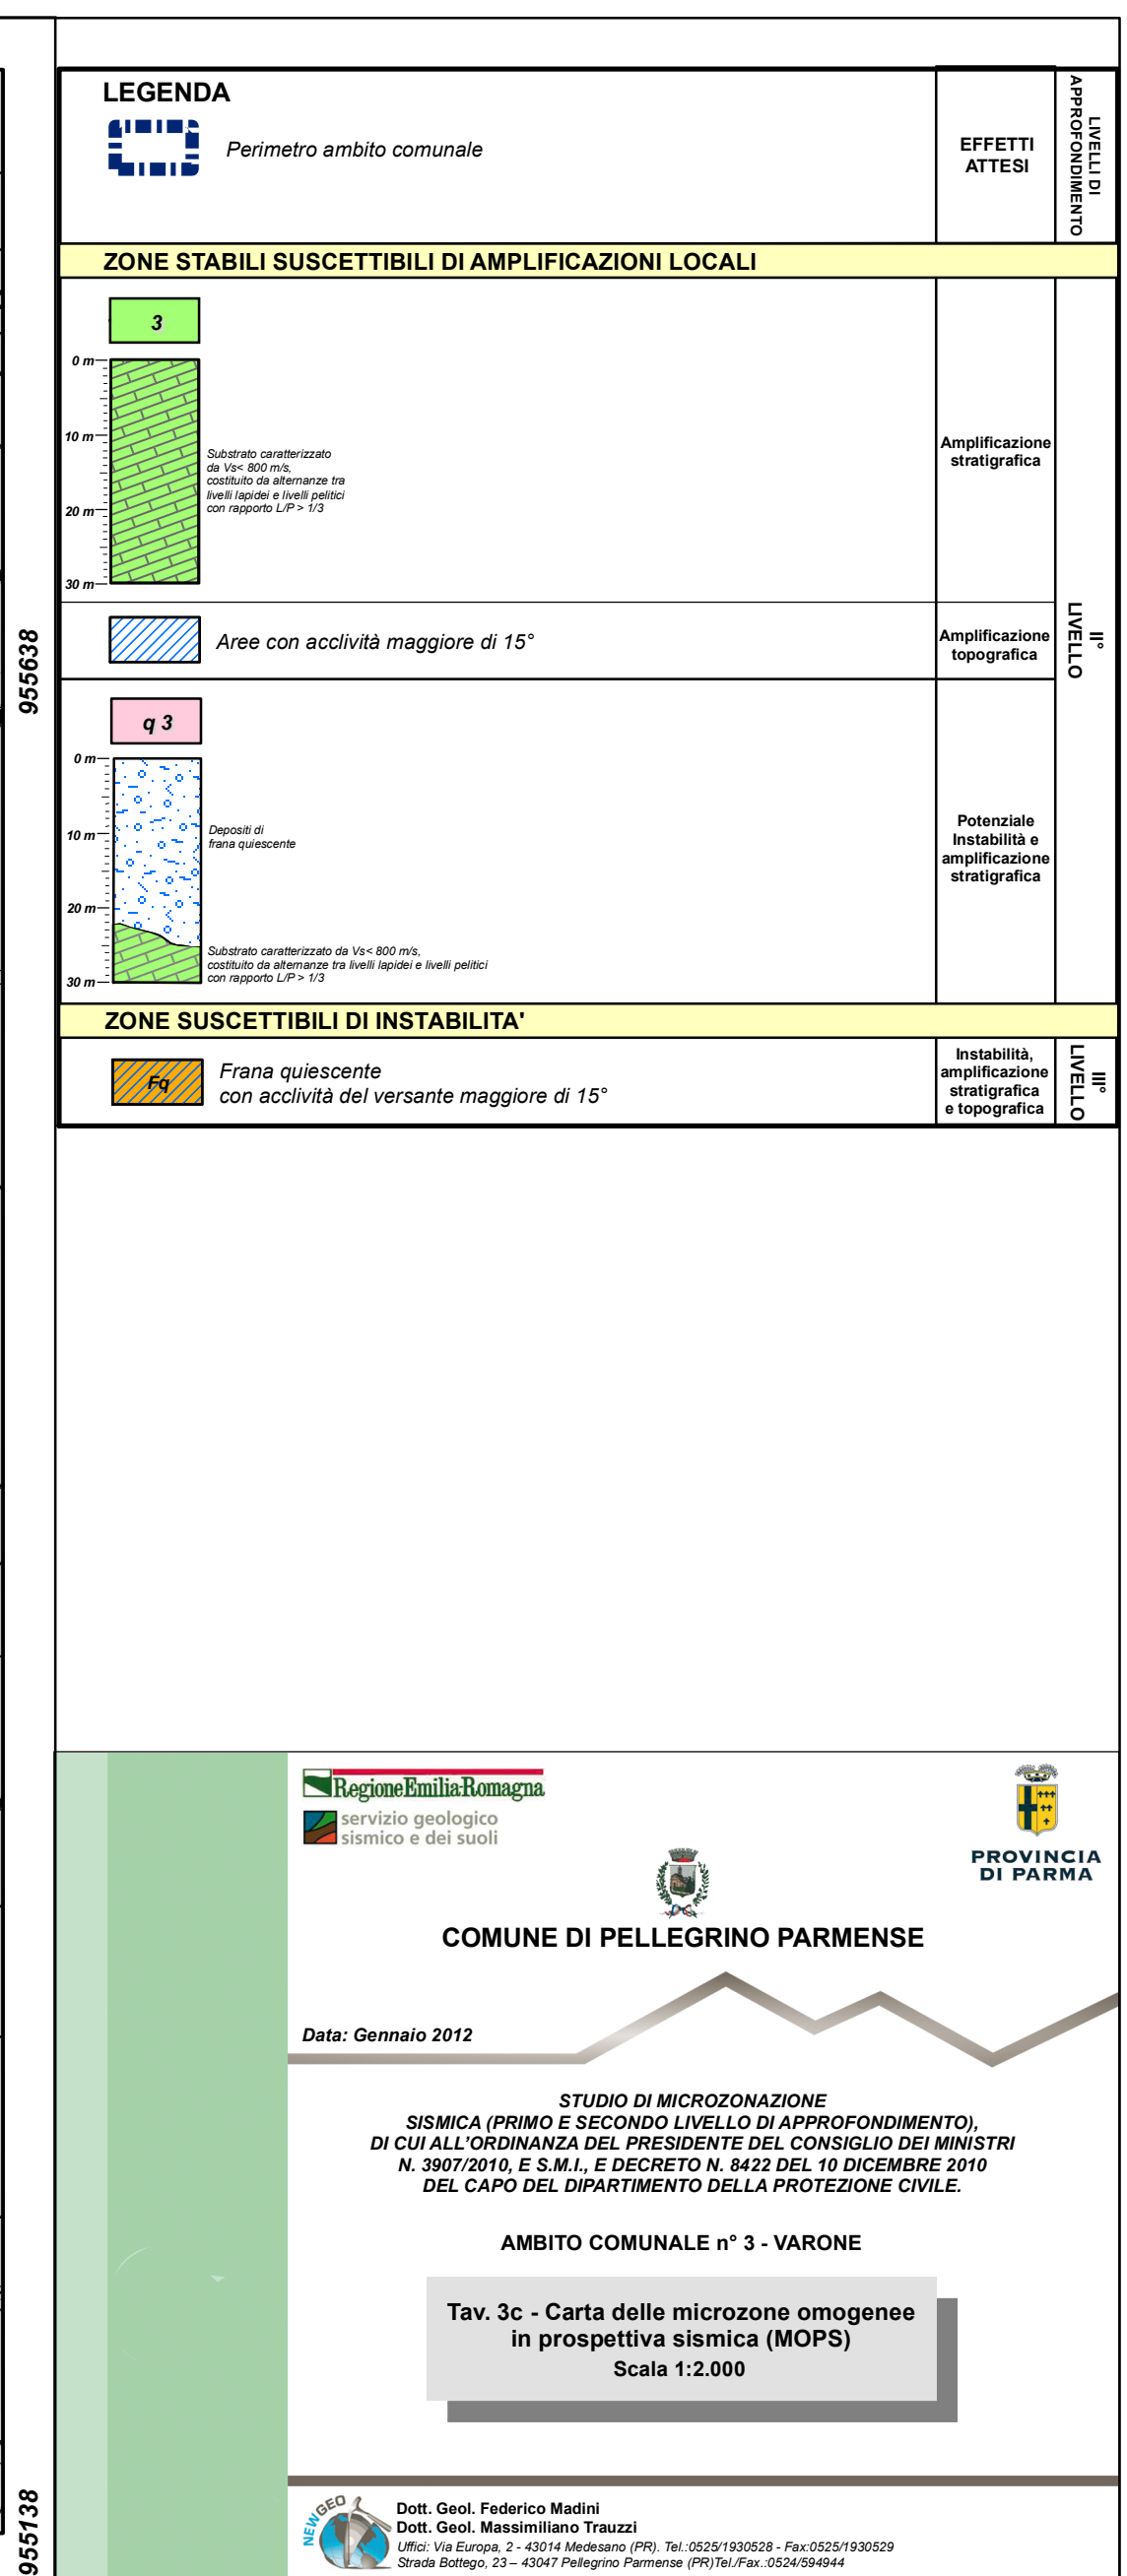 LEGENDA
Perimetro ambito comunale
EFFETTI
ATTESI
LIVELLI DI
APPROFONDIMENTO
ZONE STABILI SUSCETTIBILI DI AMPLIFICAZIONI LOCALI
3
0 m
10 m
20 m
30 m
Substrato caratterizzato
da Vs< 800 m/s,
costituito da alternanze tra
livelli lapidei e livelli pelitici
con rapporto L/P > 1/3
Amplificazione
stratigrafica
Aree con acclività maggiore di 15°
Amplificazione
topografica
II°
LIVELLO
q 3
0 m
10 m
20 m
30 m
Depositi di
frana quiescente
Substrato caratterizzato da Vs< 800 m/s,
costituito da alternanze tra livelli lapidei e livelli pelitici
con rapporto L/P > 1/3
Potenziale
Instabilità e
amplificazione
stratigrafica
ZONE SUSCETTIBILI DI INSTABILITA'
Fq
Frana quiescente
con acclività del versante maggiore di 15°
Instabilità,
amplificazione
stratigrafica
e topografica
III°
LIVELLO
955638
955138
RegioneEmilia-Romagna
servizio geologico
sismico e dei suoli
PROVINCIA
DI PARMA
COMUNE DI PELLEGRINO PARMENSE
Data: Gennaio 2012
STUDIO DI MICROZONAZIONE
SISMICA (PRIMO E SECONDO LIVELLO DI APPROFONDIMENTO),
DI CUI ALL'ORDINANZA DEL PRESIDENTE DEL CONSIGLIO DEI MINISTRI
N. 3907/2010, E S.M.I., E DECRETO N. 8422 DEL 10 DICEMBRE 2010
DEL CAPO DEL DIPARTIMENTO DELLA PROTEZIONE CIVILE.
AMBITO COMUNALE n° 3 - VARONE
Tav. 3c - Carta delle microzone omogenee
in prospettiva sismica (MOPS)
Scala 1:2.000
NEWGEO
Dott. Geol. Federico Madini
Dott. Geol. Massimiliano Trauzzi
Uffici: Via Europa, 2 - 43014 Medesano (PR). Tel.:0525/1930528 - Fax:0525/1930529
Strada Bottego, 23 – 43047 Pellegrino Parmense (PR)Tel./Fax.:0524/594944